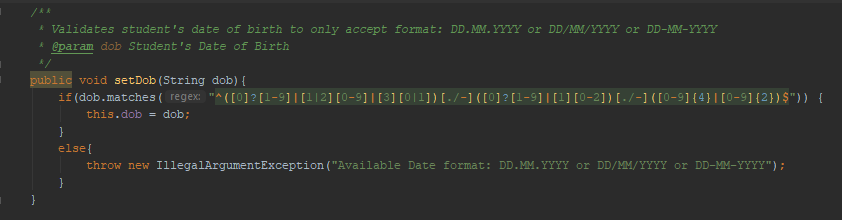 /**
* Validates student's date of birth to only accept format: DD.MM.YYYY or DD/MM/YYYY or DD-MM-YYYY
* @param dob Student's Date of Birth
*/
public void setDob(String dob){
if(dob.matches( regex: "^([0]?[1-9]|[1|2][0-9]|[3][0|1])[./-]([0]?[1-9]|[1][0-2])[./-]([0-9]{4}|[0-9]{2})$")) {
this.dob = dob;
}
else{
throw new IllegalArgumentException("Available Date format: DD.MM.YYYY or DD/MM/YYYY or DD-MM-YYYY");
}
}